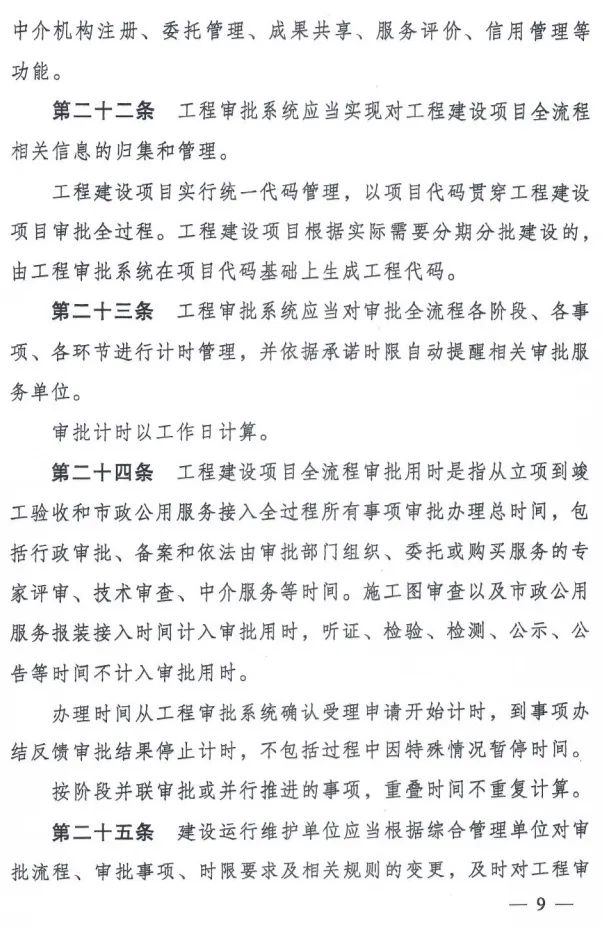 中介机构注册、委托管理、成果共享、服务评价、信用管理等
功能。
第二十二条 工程审批系统应当实现对工程建设项目全流程
相关信息的归集和管理。
工程建设项目实行统一代码管理，以项目代码贯穿工程建设
项目审批全过程。工程建设项目根据实际需要分期分批建设的，
由工程审批系统在项目代码基础上生成工程代码。
第二十三条 工程审批系统应当对审批全流程各阶段、各事
项、各环节进行计时管理，并依据承诺时限自动提醒相关审批服
务单位。
审批计时以工作日计算。
第二十四条 工程建设项目全流程审批用时是指从立项到竣
工验收和市政公用服务接入全过程所有事项审批办理总时间，包
括行政审批、备案和依法由审批部门组织、委托或购买服务的专
家评审、技术审查、中介服务等时间。施工图审查以及市政公用
服务报装接入时间计入审批用时，听证、检验、检测、公示、公
告等时间不计入审批用时。
办理时间从工程审批系统确认受理申请开始计时，到事项办
结反馈审批结果停止计时，不包括过程中因特殊情况暂停时间。
按阶段并联审批或并行推进的事项，重叠时间不重复计算。
第二十五条 建设运行维护单位应当根据综合管理单位对审
批流程、审批事项、时限要求及相关规则的变更，及时对工程审
— 9 —